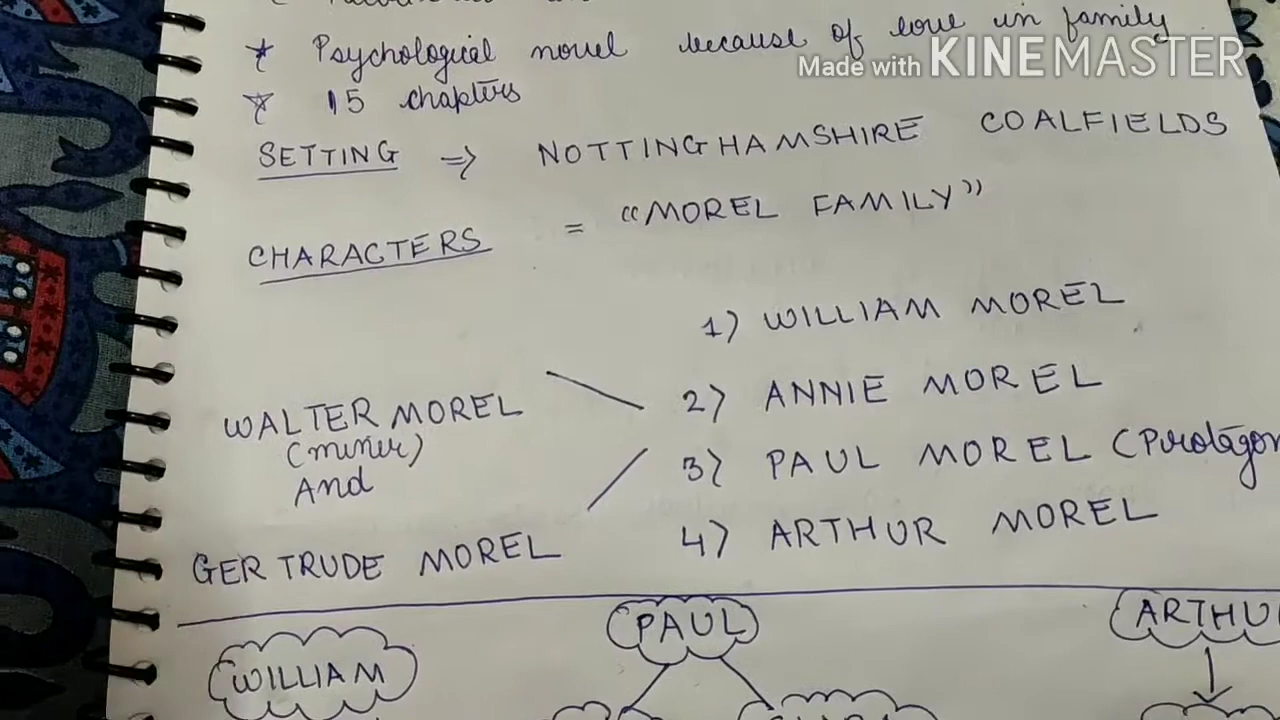 ★ Psychological novel because of love in family
Made with KINEMASTER
★ 15 chapters
SETTING => NOTTINGHAMSHIRE COALFIELDS
CHARACTERS = "MOREL FAMILY"
1) WILLIAM MOREL
2) ANNIE MOREL
WALTER MOREL
(miner)
And
3) PAUL MOREL (Protagon
4) ARTHUR MOREL
GERTRUDE MOREL
PAUL
ARTHU
WILLIAM